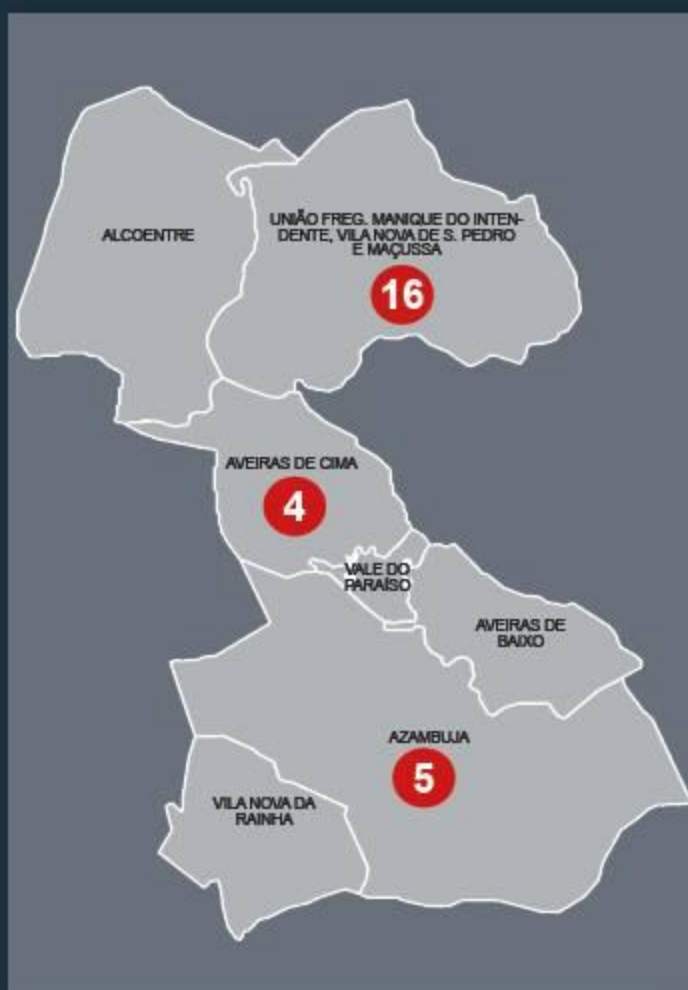 ALCOENTRE
UNIÃO FREG. MANIQUE DO INTEN-
DENTE, VILA NOVA DE S. PEDRO
E MAÇUSSA
16
AVEIRAS DE CIMA
4
VALE DO
PARAÍSO
AVEIRAS DE
BAIXO
AZAMBUJA
5
VILA NOVA DA
RAINHA